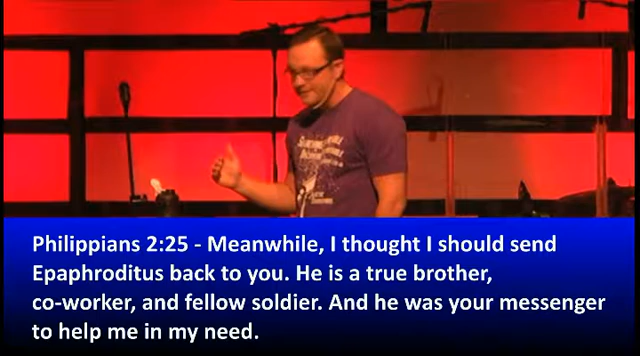 Philippians 2:25 - Meanwhile, I thought I should send
Epaphroditus back to you. He is a true brother,
co-worker, and fellow soldier. And he was your messenger
to help me in my need.